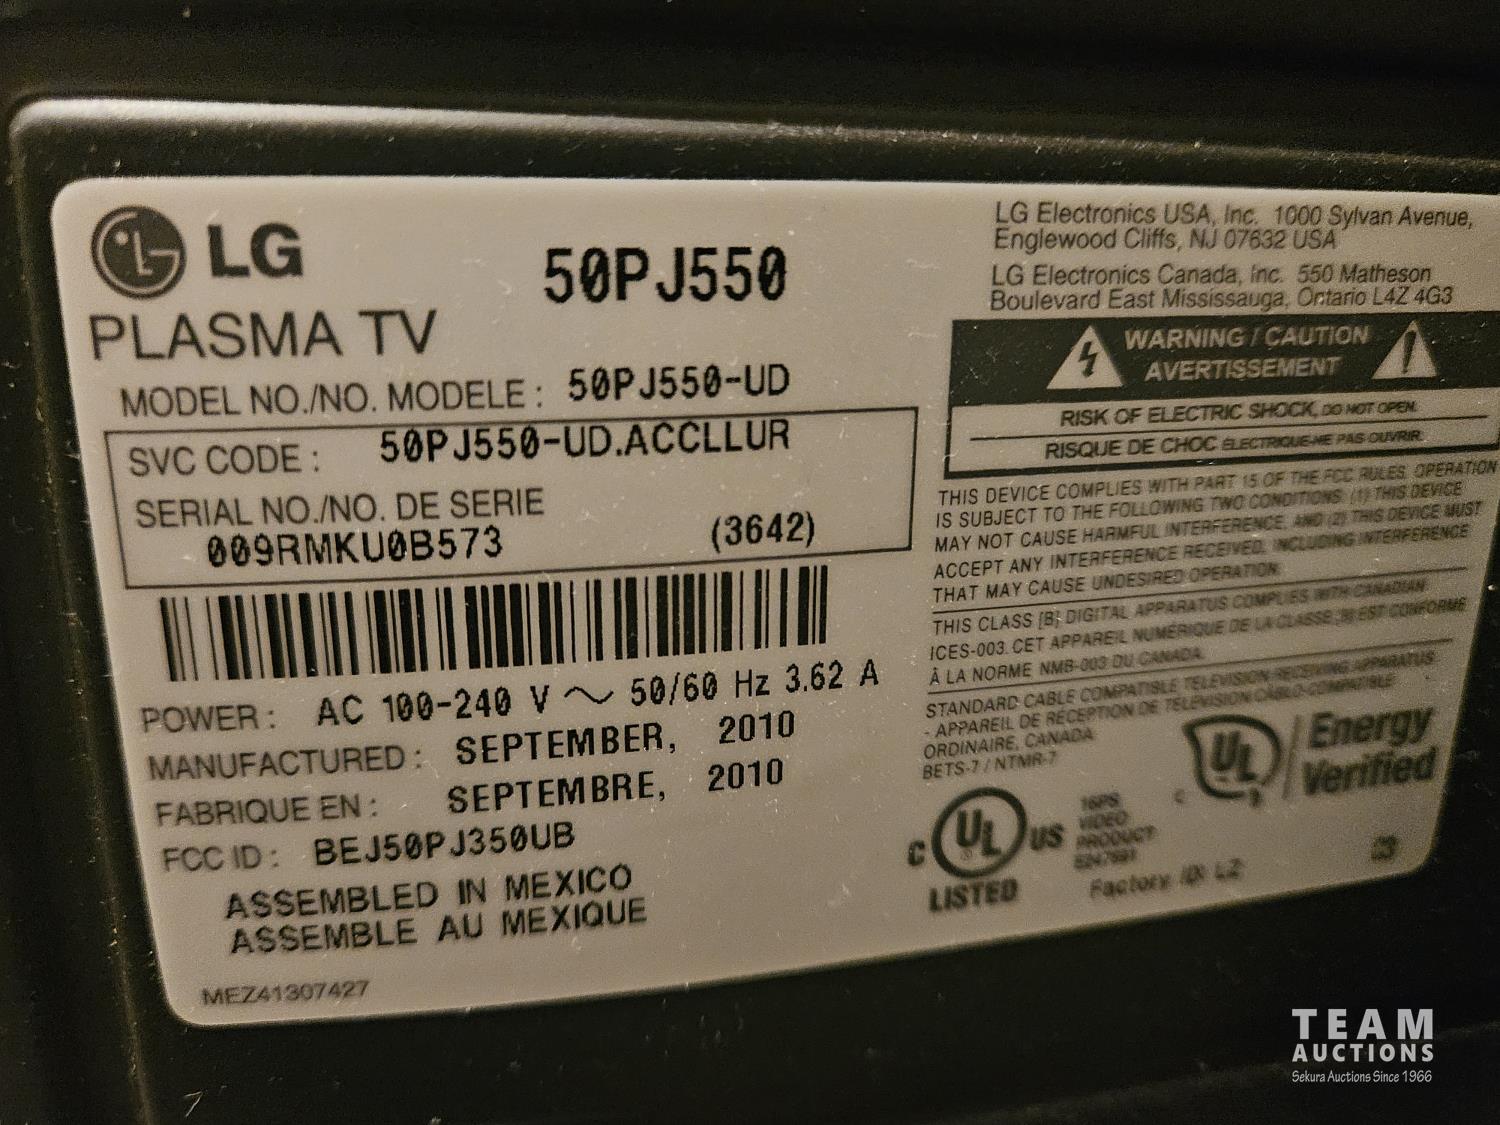 LG
50PJ550
PLASMA TV
MODEL NO./NO. MODELE : 50PJ550-UD
SVC CODE : 50PJ550-UD.ACCLLUR
SERIAL NO./NO. DE SERIE
009RMKU0B573 (3642)
POWER : AC 100-240 V ~ 50/60 Hz 3.62 A
MANUFACTURED : SEPTEMBER, 2010
FABRIQUE EN : SEPTEMBRE, 2010
FCC ID : BEJ50PJ350UB
ASSEMBLED IN MEXICO
ASSEMBLE AU MEXIQUE
MEZ41307427
LG Electronics USA, Inc. 1000 Sylvan Avenue,
Englewood Cliffs, NJ 07632 USA
LG Electronics Canada, Inc. 550 Matheson
Boulevard East Mississauga, Ontario L4Z 4G3
WARNING / CAUTION
AVERTISSEMENT
RISK OF ELECTRIC SHOCK, DO NOT OPEN.
RISQUE DE CHOC ELECTRIQUE-NE PAS OUVRIR.
THIS DEVICE COMPLIES WITH PART 15 OF THE FCC RULES. OPERATION
IS SUBJECT TO THE FOLLOWING TWO CONDITIONS: (1) THIS DEVICE
MAY NOT CAUSE HARMFUL INTERFERENCE, AND (2) THIS DEVICE MUST
ACCEPT ANY INTERFERENCE RECEIVED, INCLUDING INTERFERENCE
THAT MAY CAUSE UNDESIRED OPERATION.
THIS CLASS [B] DIGITAL APPARATUS COMPLIES WITH CANADIAN
ICES-003. CET APPAREIL NUMÉRIQUE DE LA CLASSE [B] EST CONFORME
À LA NORME NMB-003 DU CANADA.
STANDARD CABLE COMPATIBLE TELEVISION RECEIVING APPARATUS
- APPAREIL DE RÉCEPTION DE TÉLÉVISION CÂBLO-COMPATIBLE
ORDINAIRE, CANADA
BETS-7 / NTMR-7
C UL US
LISTED
16PS
VIDEO
PRODUCT
E247691
C UL
Energy
Verified
Factory ID: LZ
TEAM
AUCTIONS
Sekura Auctions Since 1966